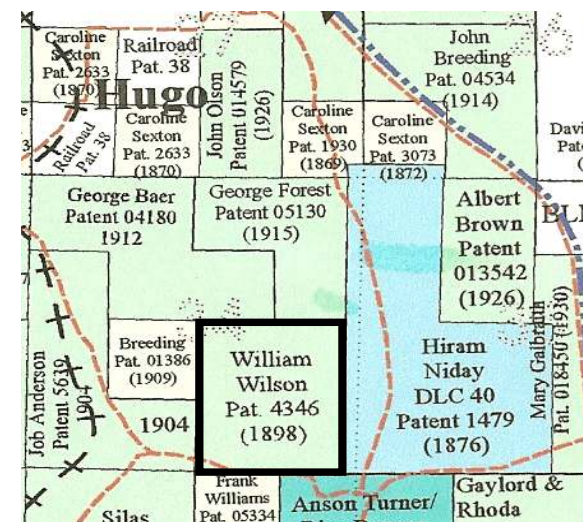 Caroline
Sexton
Pat. 2633
(1870)
Railroad
Pat. 38
John Olson
Patent 014579
(1926)
John
Breeding
Pat. 04534
(1914)
Hugo
Railroad
Pat. 38
Caroline
Sexton
Pat. 2633
(1870)
Caroline
Sexton
Pat. 1930
(1869)
Caroline
Sexton
Pat. 3073
(1872)
George Baer
Patent 04180
1912
George Forest
Patent 05130
(1915)
Albert
Brown
Patent
013542
(1926)
Job Anderson
Patent 5639
1904
Breeding
Pat. 01386
(1909)
1904
William
Wilson
Pat. 4346
(1898)
Hiram
Niday
DLC 40
Patent 1479
(1876)
Mary Galbraith
Pat. 018450 (1930)
Silas
Frank
Williams
Pat. 05334
Anson Turner/
Gaylord &
Rhoda